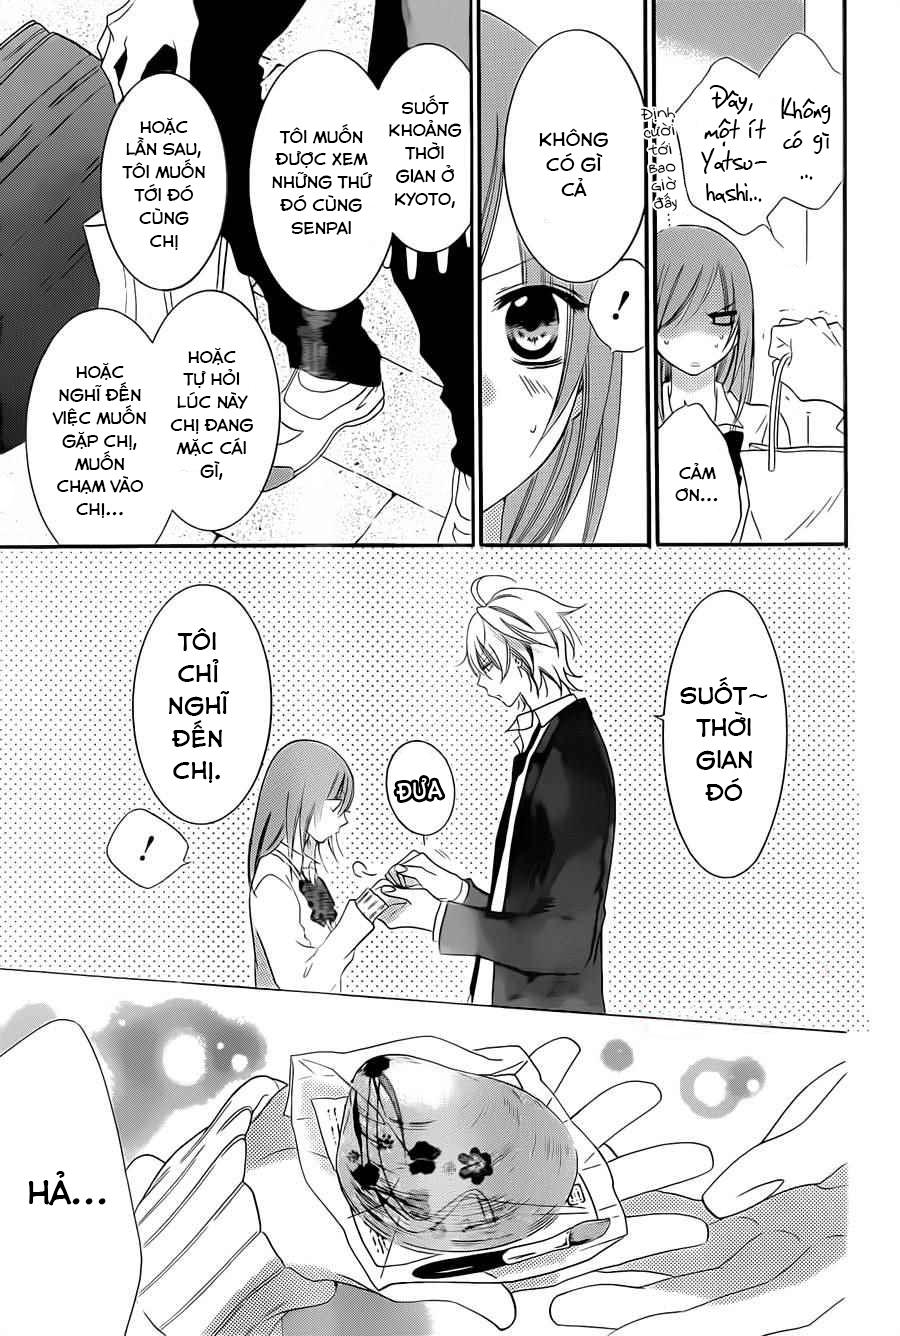 Không
có gì
...
Đây,
một ít
Yatsu-
hashi...
Định
cười
tới
Bao
Giờ
đấy
......
CẢM
ƠN...
!
KHÔNG
CÓ GÌ
CẢ
SUỐT
KHOẢNG
THỜI
GIAN Ở
KYOTO,
TÔI MUỐN
ĐƯỢC XEM
NHỮNG THỨ
ĐÓ CÙNG
SENPAI
HOẶC
LẦN SAU,
TÔI MUỐN
TỚI ĐÓ
CÙNG
CHỊ
HOẶC
TỰ HỎI
LÚC NÀY
CHỊ ĐANG
MẶC CÁI
GÌ,
HOẶC
NGHĨ ĐẾN
VIỆC MUỐN
GẶP CHỊ,
MUỐN
CHẠM VÀO
CHỊ...
SUỐT~
THỜI
GIAN
ĐÓ
ĐƯA
TÔI
CHỈ
NGHĨ
ĐẾN
CHỊ.
!
HẢ...